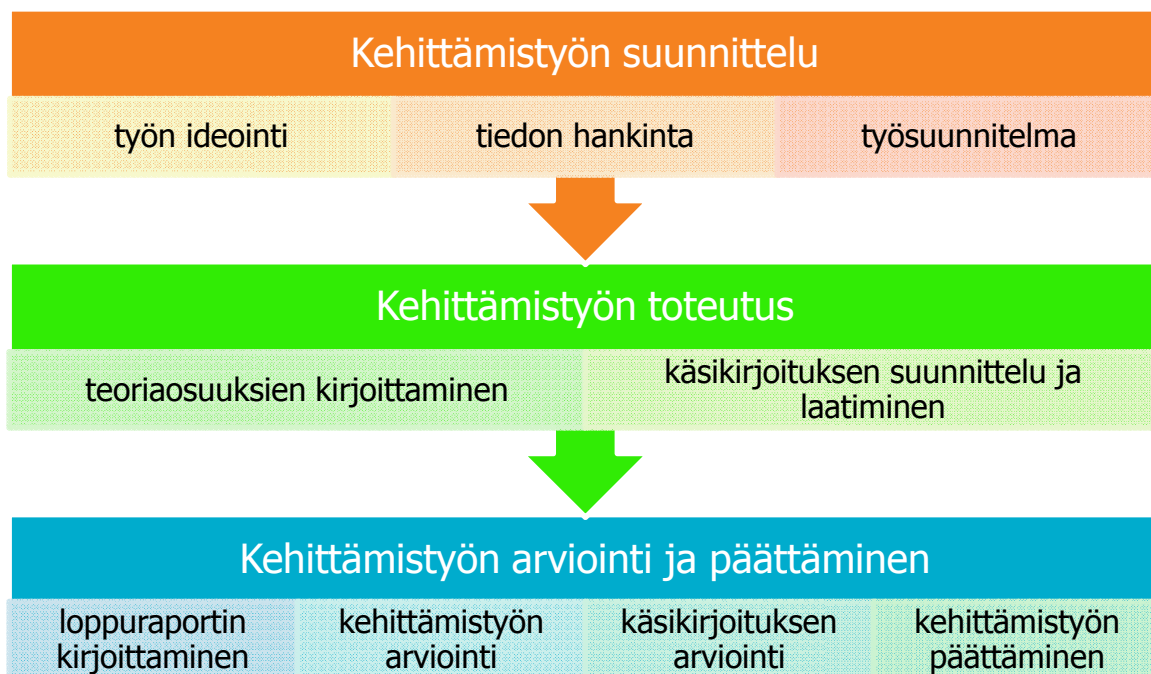 Kehittämistyön suunnittelu
työn ideointi
tiedon hankinta
työsuunnitelma
Kehittämistyön toteutus
teoriaosuuksien kirjoittaminen
käsikirjoituksen suunnittelu ja
laatiminen
Kehittämistyön arviointi ja päättäminen
loppuraportin
kirjoittaminen
kehittämistyön
arviointi
käsikirjoituksen
arviointi
kehittämistyön
päättäminen